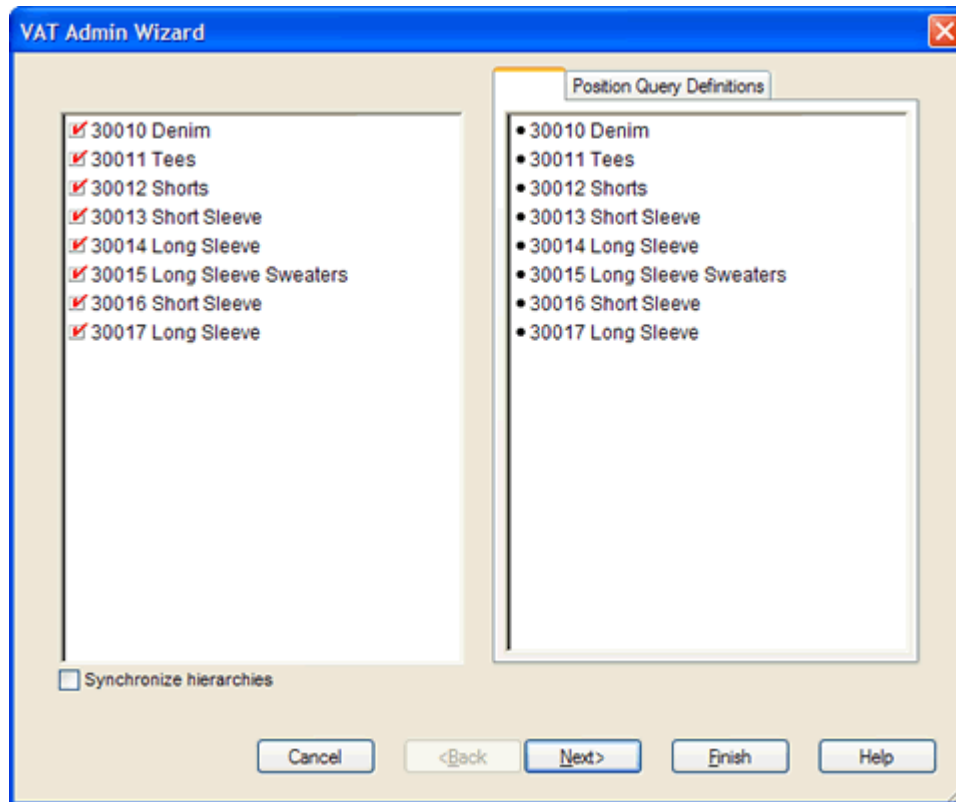 VAT Admin Wizard
Position Query Definitions
30010 Denim
30011 Tees
30012 Shorts
30013 Short Sleeve
30014 Long Sleeve
30015 Long Sleeve Sweaters
30016 Short Sleeve
30017 Long Sleeve
30010 Denim
30011 Tees
30012 Shorts
30013 Short Sleeve
30014 Long Sleeve
30015 Long Sleeve Sweaters
30016 Short Sleeve
30017 Long Sleeve
Synchronize hierarchies
Cancel <Back Next> Finish Help